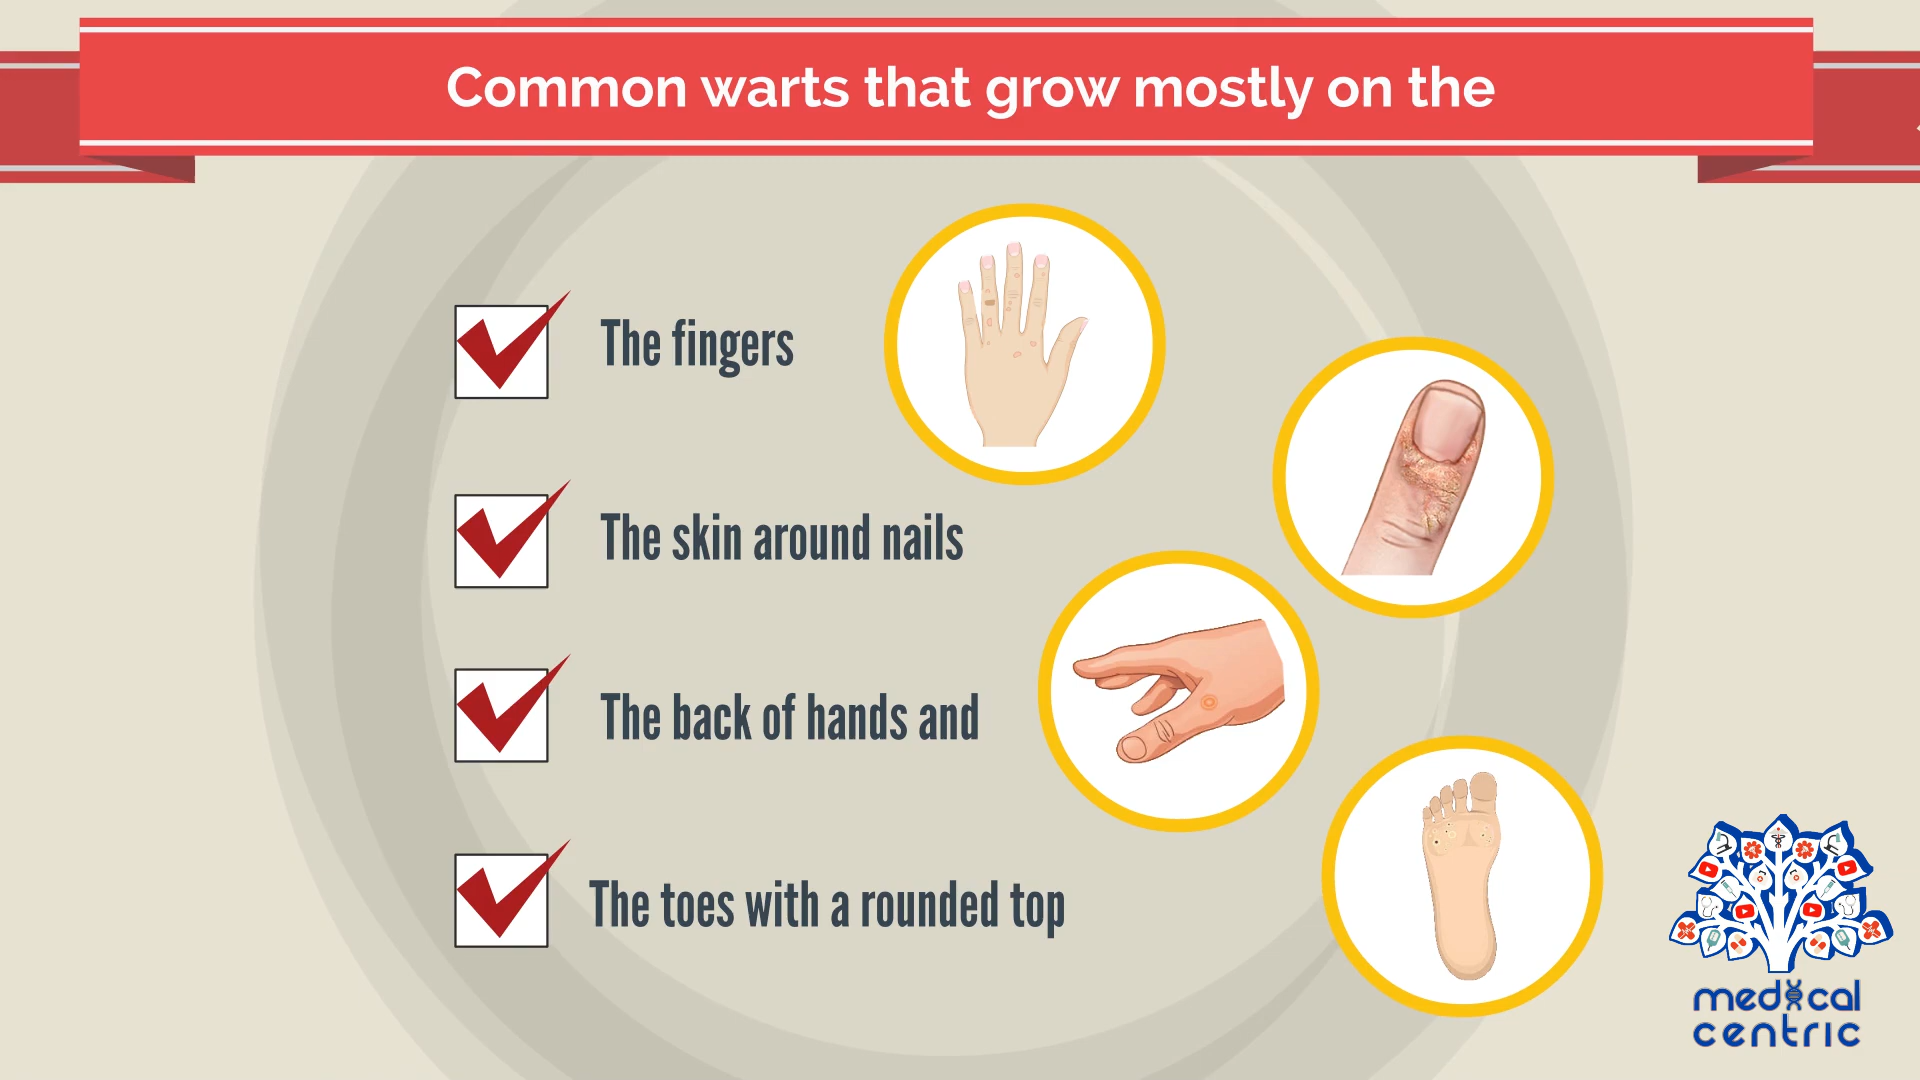 Common warts that grow mostly on the
The fingers
The skin around nails
The back of hands and
The toes with a rounded top
medical
centric